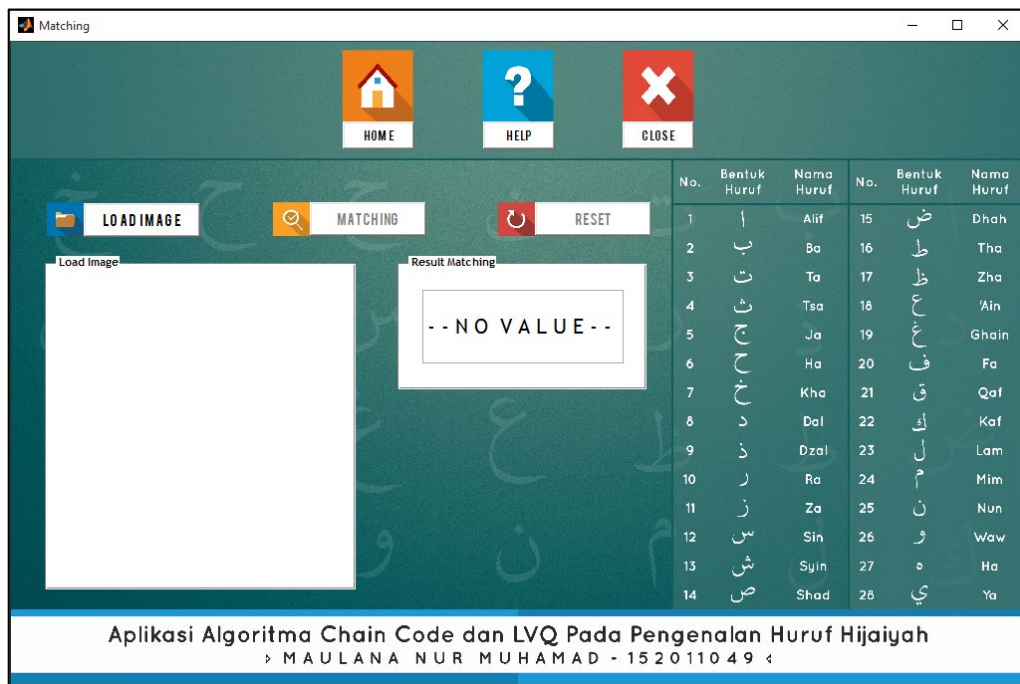 Matching
HOME HELP CLOSE
LOAD IMAGE MATCHING RESET
Load Image
Result Matching
--NO VALUE--
No. Bentuk Huruf Nama Huruf No. Bentuk Huruf Nama Huruf
1 ا Alif 15 ض Dhah
2 ب Ba 16 ط Tha
3 ت Ta 17 ظ Zha
4 ث Tsa 18 ع 'Ain
5 ج Ja 19 غ Ghain
6 ح Ha 20 ف Fa
7 خ Kha 21 ق Qaf
8 د Dal 22 ك Kaf
9 ذ Dzal 23 ل Lam
10 ر Ra 24 م Mim
11 ز Za 25 ن Nun
12 س Sin 26 و Waw
13 ش Syin 27 ه Ha
14 ص Shad 28 ي Ya
Aplikasi Algoritma Chain Code dan LVQ Pada Pengenalan Huruf Hijaiyah
MAULANA NUR MUHAMAD - 152011049